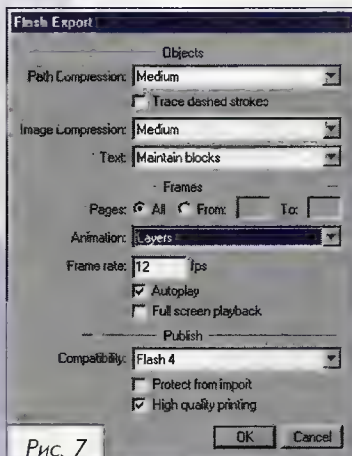 Flash Export
Objects
Path Compression: Medium
Trace dashed strokes
Image Compression: Medium
Text: Maintain blocks
Frames
Pages: All From: To:
Animation: Layers
Frame rate: 12 fps
Autoplay
Full screen playback
Publish
Compatibility: Flash 4
Protect from import
High quality printing
OK Cancel
Рис. 7